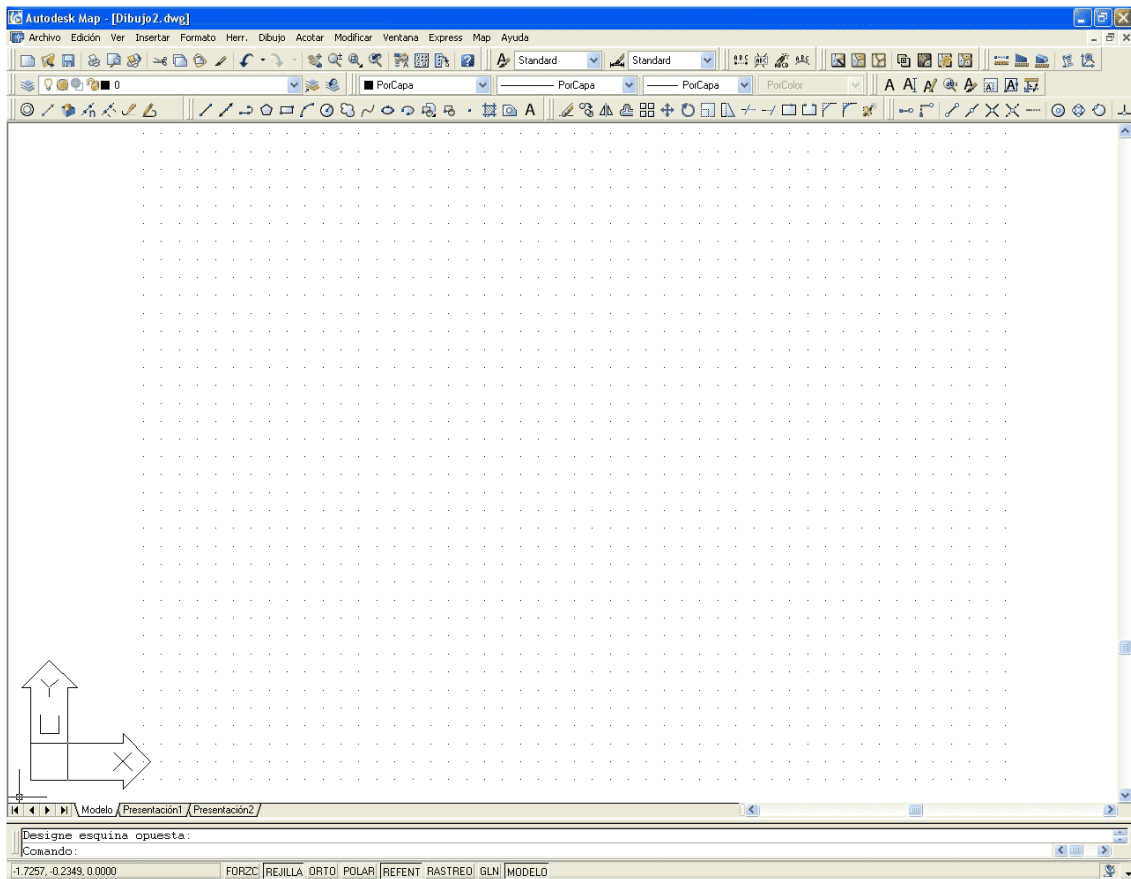 Autodesk Map - [Dibujo2.dwg]
Archivo Edición Ver Insertar Formato Herr. Dibujo Acotar Modificar Ventana Express Map Ayuda
Standard Standard
0 PorCapa PorCapa PorCapa PorColor
Y
U
X
Modelo Presentación1 Presentación2
Designe esquina opuesta:
Comando:
-1.7257, -0.2349, 0.0000 FORZC REJILLA ORTO POLAR REFENT RASTREO GLN MODELO